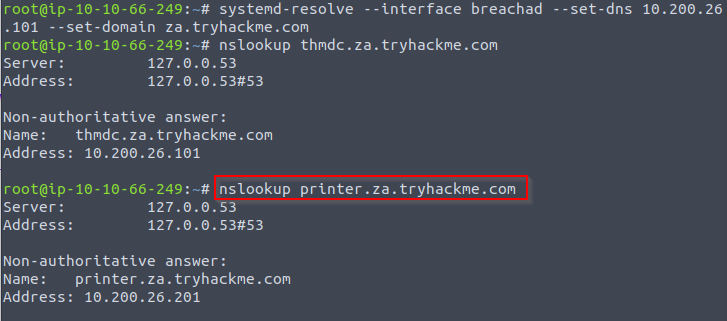 root@ip-10-10-66-249:~# systemd-resolve --interface breachad --set-dns 10.200.26
.101 --set-domain za.tryhackme.com
root@ip-10-10-66-249:~# nslookup thmdc.za.tryhackme.com
Server:         127.0.0.53
Address:        127.0.0.53#53

Non-authoritative answer:
Name:   thmdc.za.tryhackme.com
Address: 10.200.26.101

root@ip-10-10-66-249:~# nslookup printer.za.tryhackme.com
Server:         127.0.0.53
Address:        127.0.0.53#53

Non-authoritative answer:
Name:   printer.za.tryhackme.com
Address: 10.200.26.201